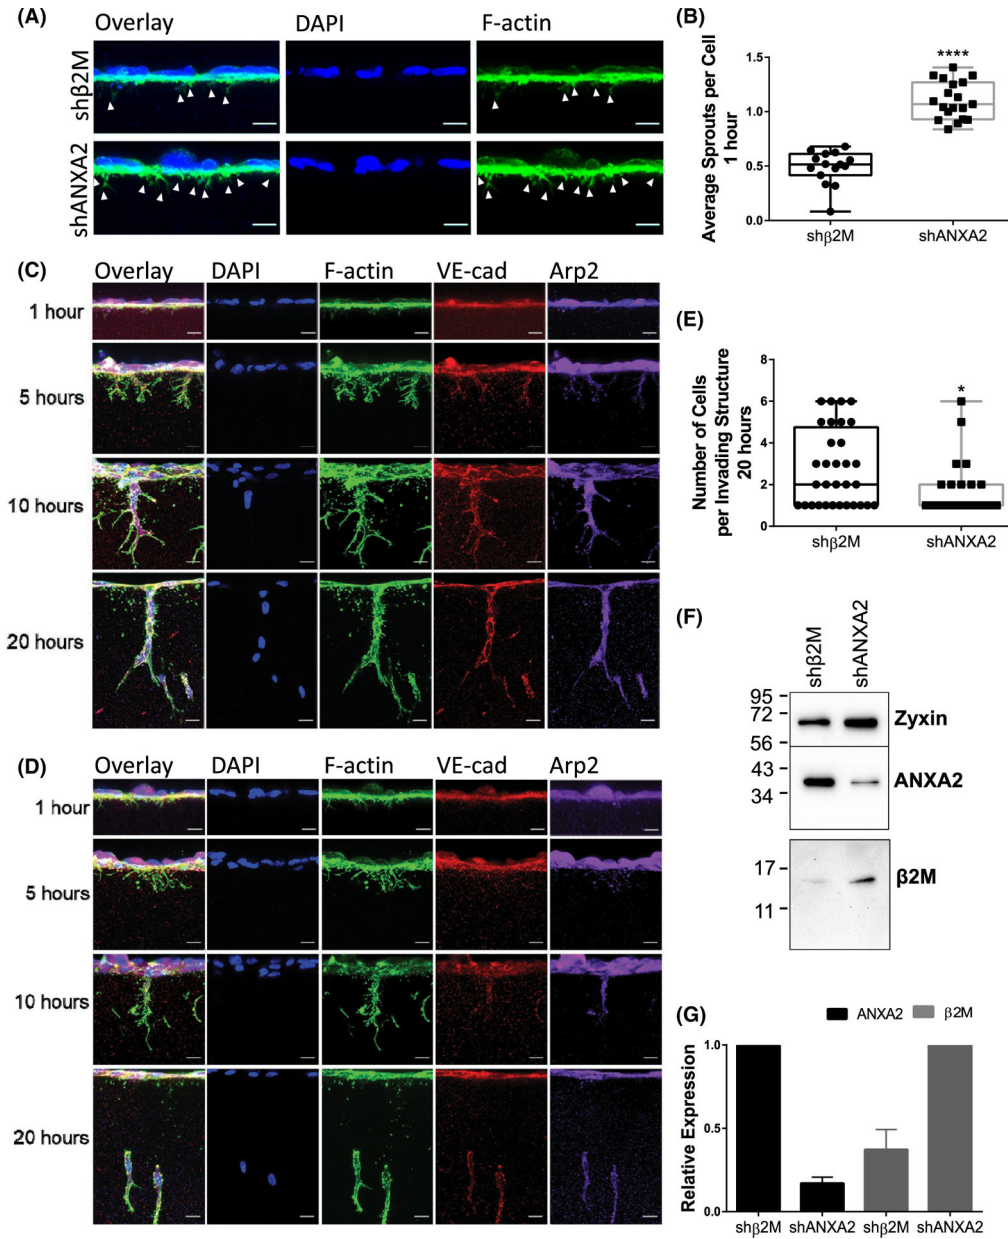 (A)
Overlay DAPI F-actin
shβ2M
shANXA2
(B)
Average Sprouts per Cell
1 hour
1.5
1.0
0.5
0.0
****
shβ2M shANXA2
(C)
Overlay DAPI F-actin VE-cad Arp2
1 hour
5 hours
10 hours
20 hours
(D)
Overlay DAPI F-actin VE-cad Arp2
1 hour
5 hours
10 hours
20 hours
(E)
Number of Cells
per Invading Structure
20 hours
8
6
4
2
0
*
shβ2M shANXA2
(F)
shβ2M shANXA2
95
72
56
Zyxin
43
34
ANXA2
17
11
β2M
(G)
ANXA2 β2M
Relative Expression
1.0
0.5
0.0
shβ2M shANXA2 shβ2M shANXA2